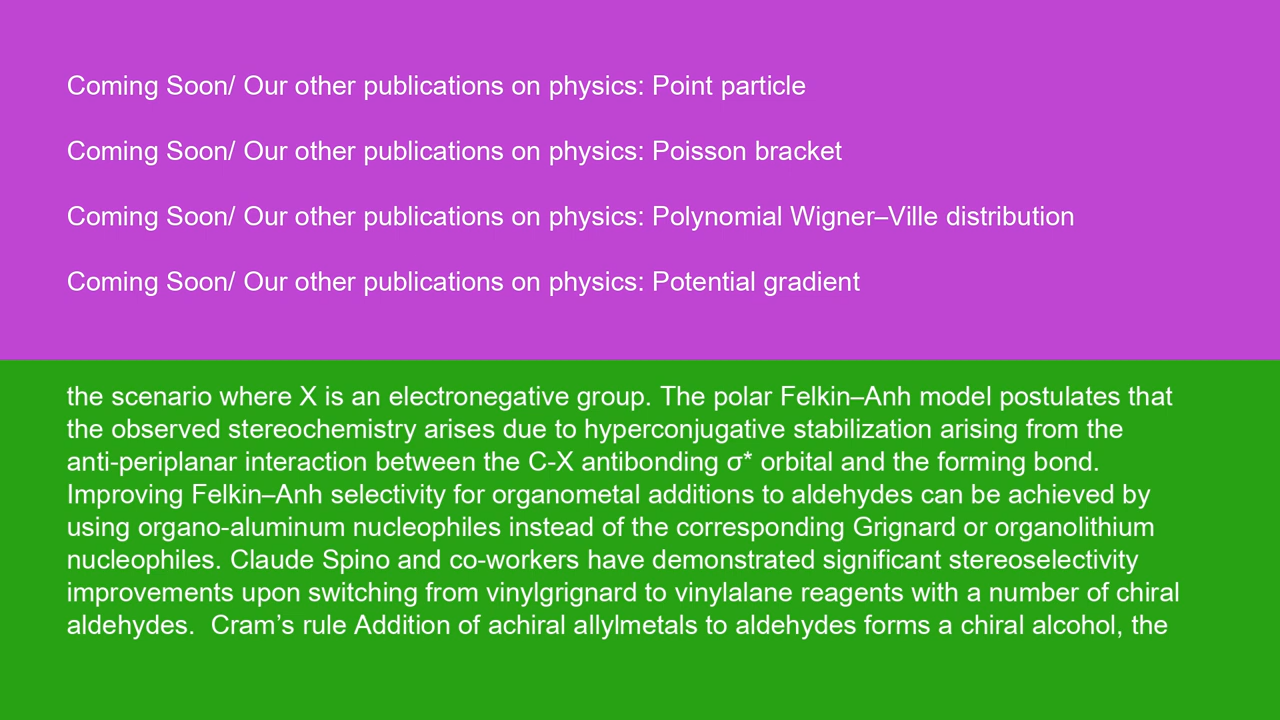 Coming Soon/ Our other publications on physics: Point particle
Coming Soon/ Our other publications on physics: Poisson bracket
Coming Soon/ Our other publications on physics: Polynomial Wigner–Ville distribution
Coming Soon/ Our other publications on physics: Potential gradient
the scenario where X is an electronegative group. The polar Felkin–Anh model postulates that
the observed stereochemistry arises due to hyperconjugative stabilization arising from the
anti-periplanar interaction between the C-X antibonding σ* orbital and the forming bond.
Improving Felkin–Anh selectivity for organometal additions to aldehydes can be achieved by
using organo-aluminum nucleophiles instead of the corresponding Grignard or organolithium
nucleophiles. Claude Spino and co-workers have demonstrated significant stereoselectivity
improvements upon switching from vinylgrignard to vinylalane reagents with a number of chiral
aldehydes.  Cram’s rule Addition of achiral allylmetals to aldehydes forms a chiral alcohol, the